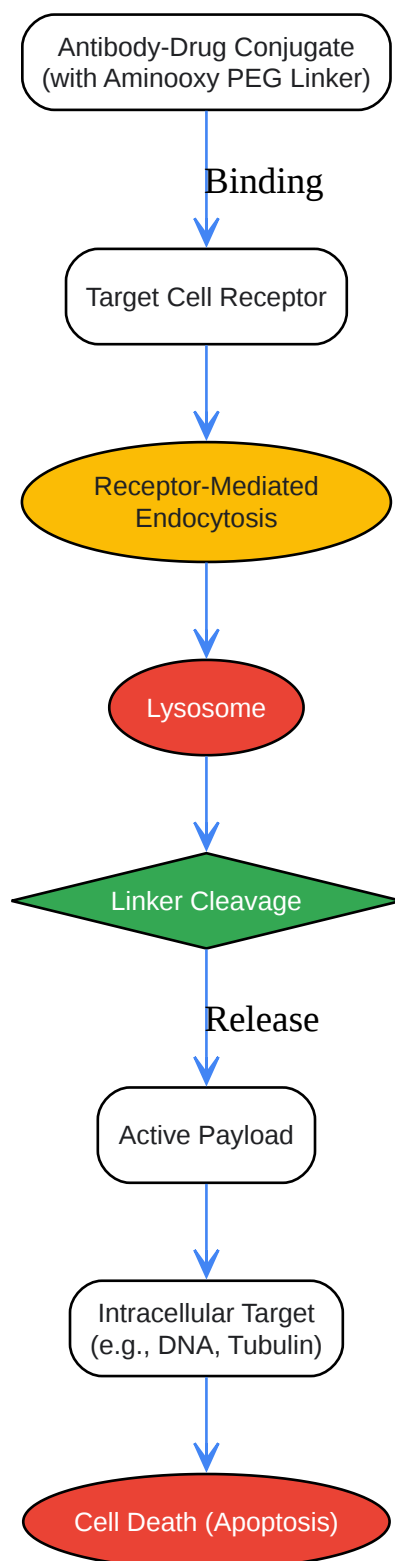 Antibody-Drug Conjugate
(with Aminooxy PEG Linker)
Binding
Target Cell Receptor
Receptor-Mediated
Endocytosis
Lysosome
Linker Cleavage
Release
Active Payload
Intracellular Target
(e.g., DNA, Tubulin)
Cell Death (Apoptosis)